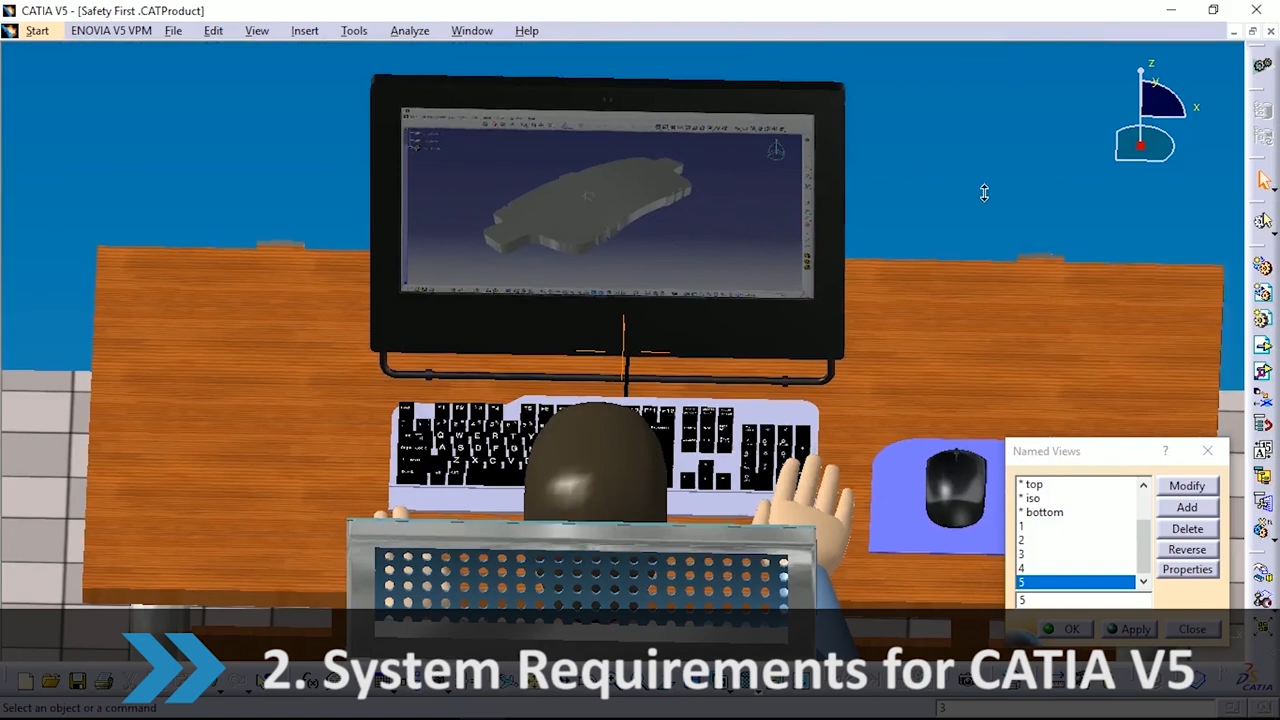 CATIA V5 - [Safety First .CATProduct]
Start ENOVIA V5 VPM File Edit View Insert Tools Analyze Window Help
z
y
x
Named Views ?
* top
* iso
* bottom
1
2
3
4
5
5
Modify
Add
Delete
Reverse
Properties
OK Apply Close
2. System Requirements for CATIA V5
Select an object or a command
3
CATIA